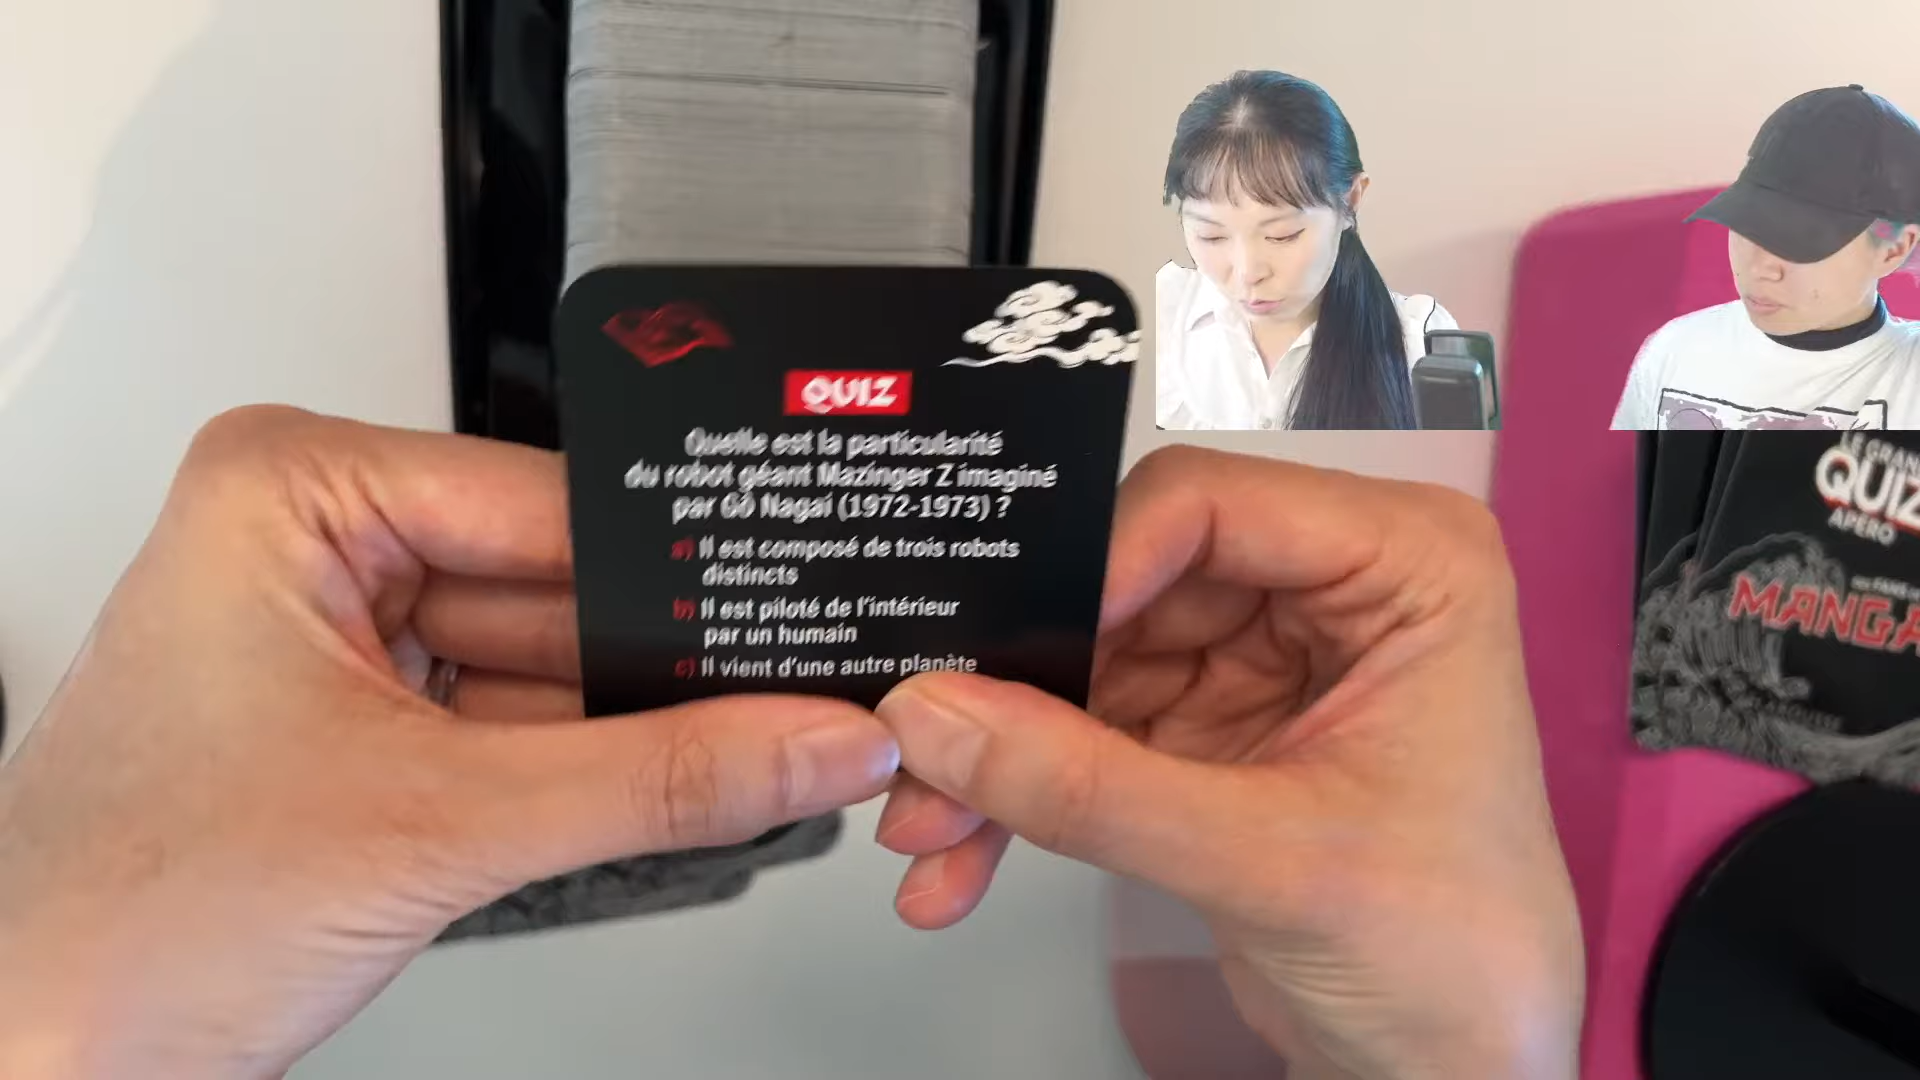 QUIZ
Quelle est la particularité
du robot géant Mazinger Z imaginé
par Gô Nagai (1972-1973) ?
a) Il est composé de trois robots
distincts
b) Il est piloté de l'intérieur
par un humain
c) Il vient d'une autre planète
LE GRAND
QUIZ
APÉRO
MANGA